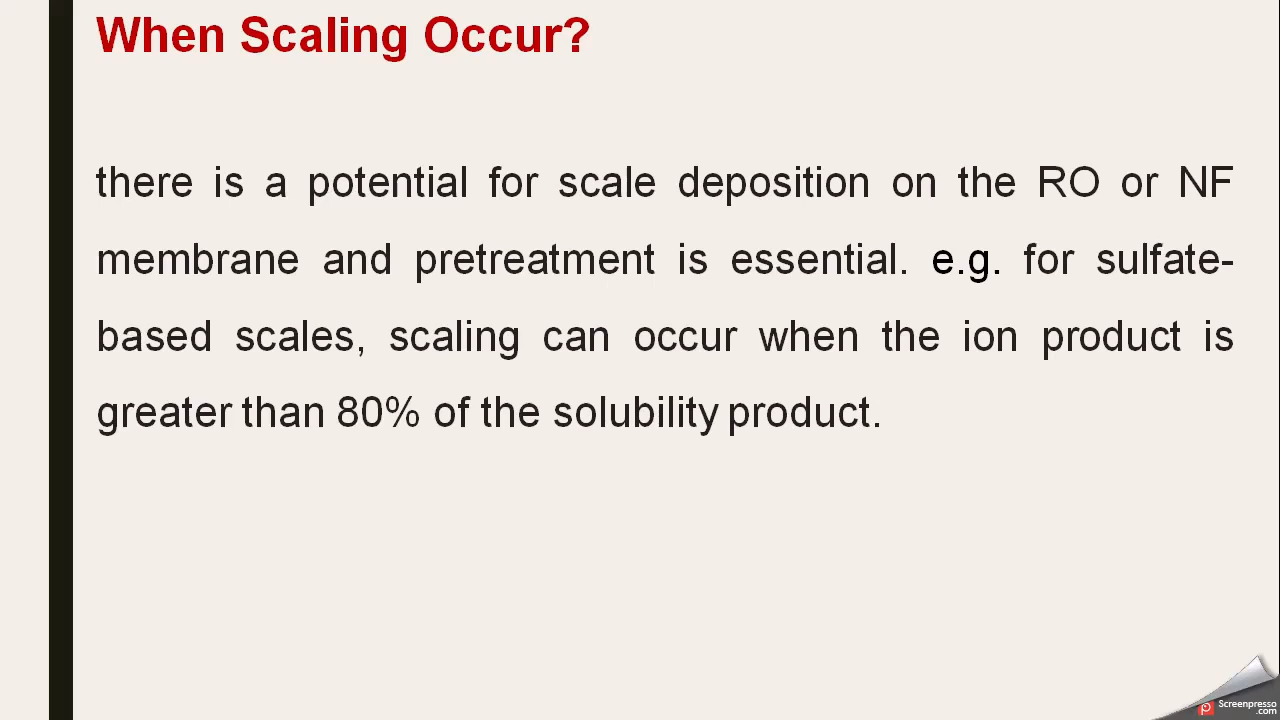 When Scaling Occur?
there is a potential for scale deposition on the RO or NF
membrane and pretreatment is essential. e.g. for sulfate-
based scales, scaling can occur when the ion product is
greater than 80% of the solubility product.
Screenpresso
.com